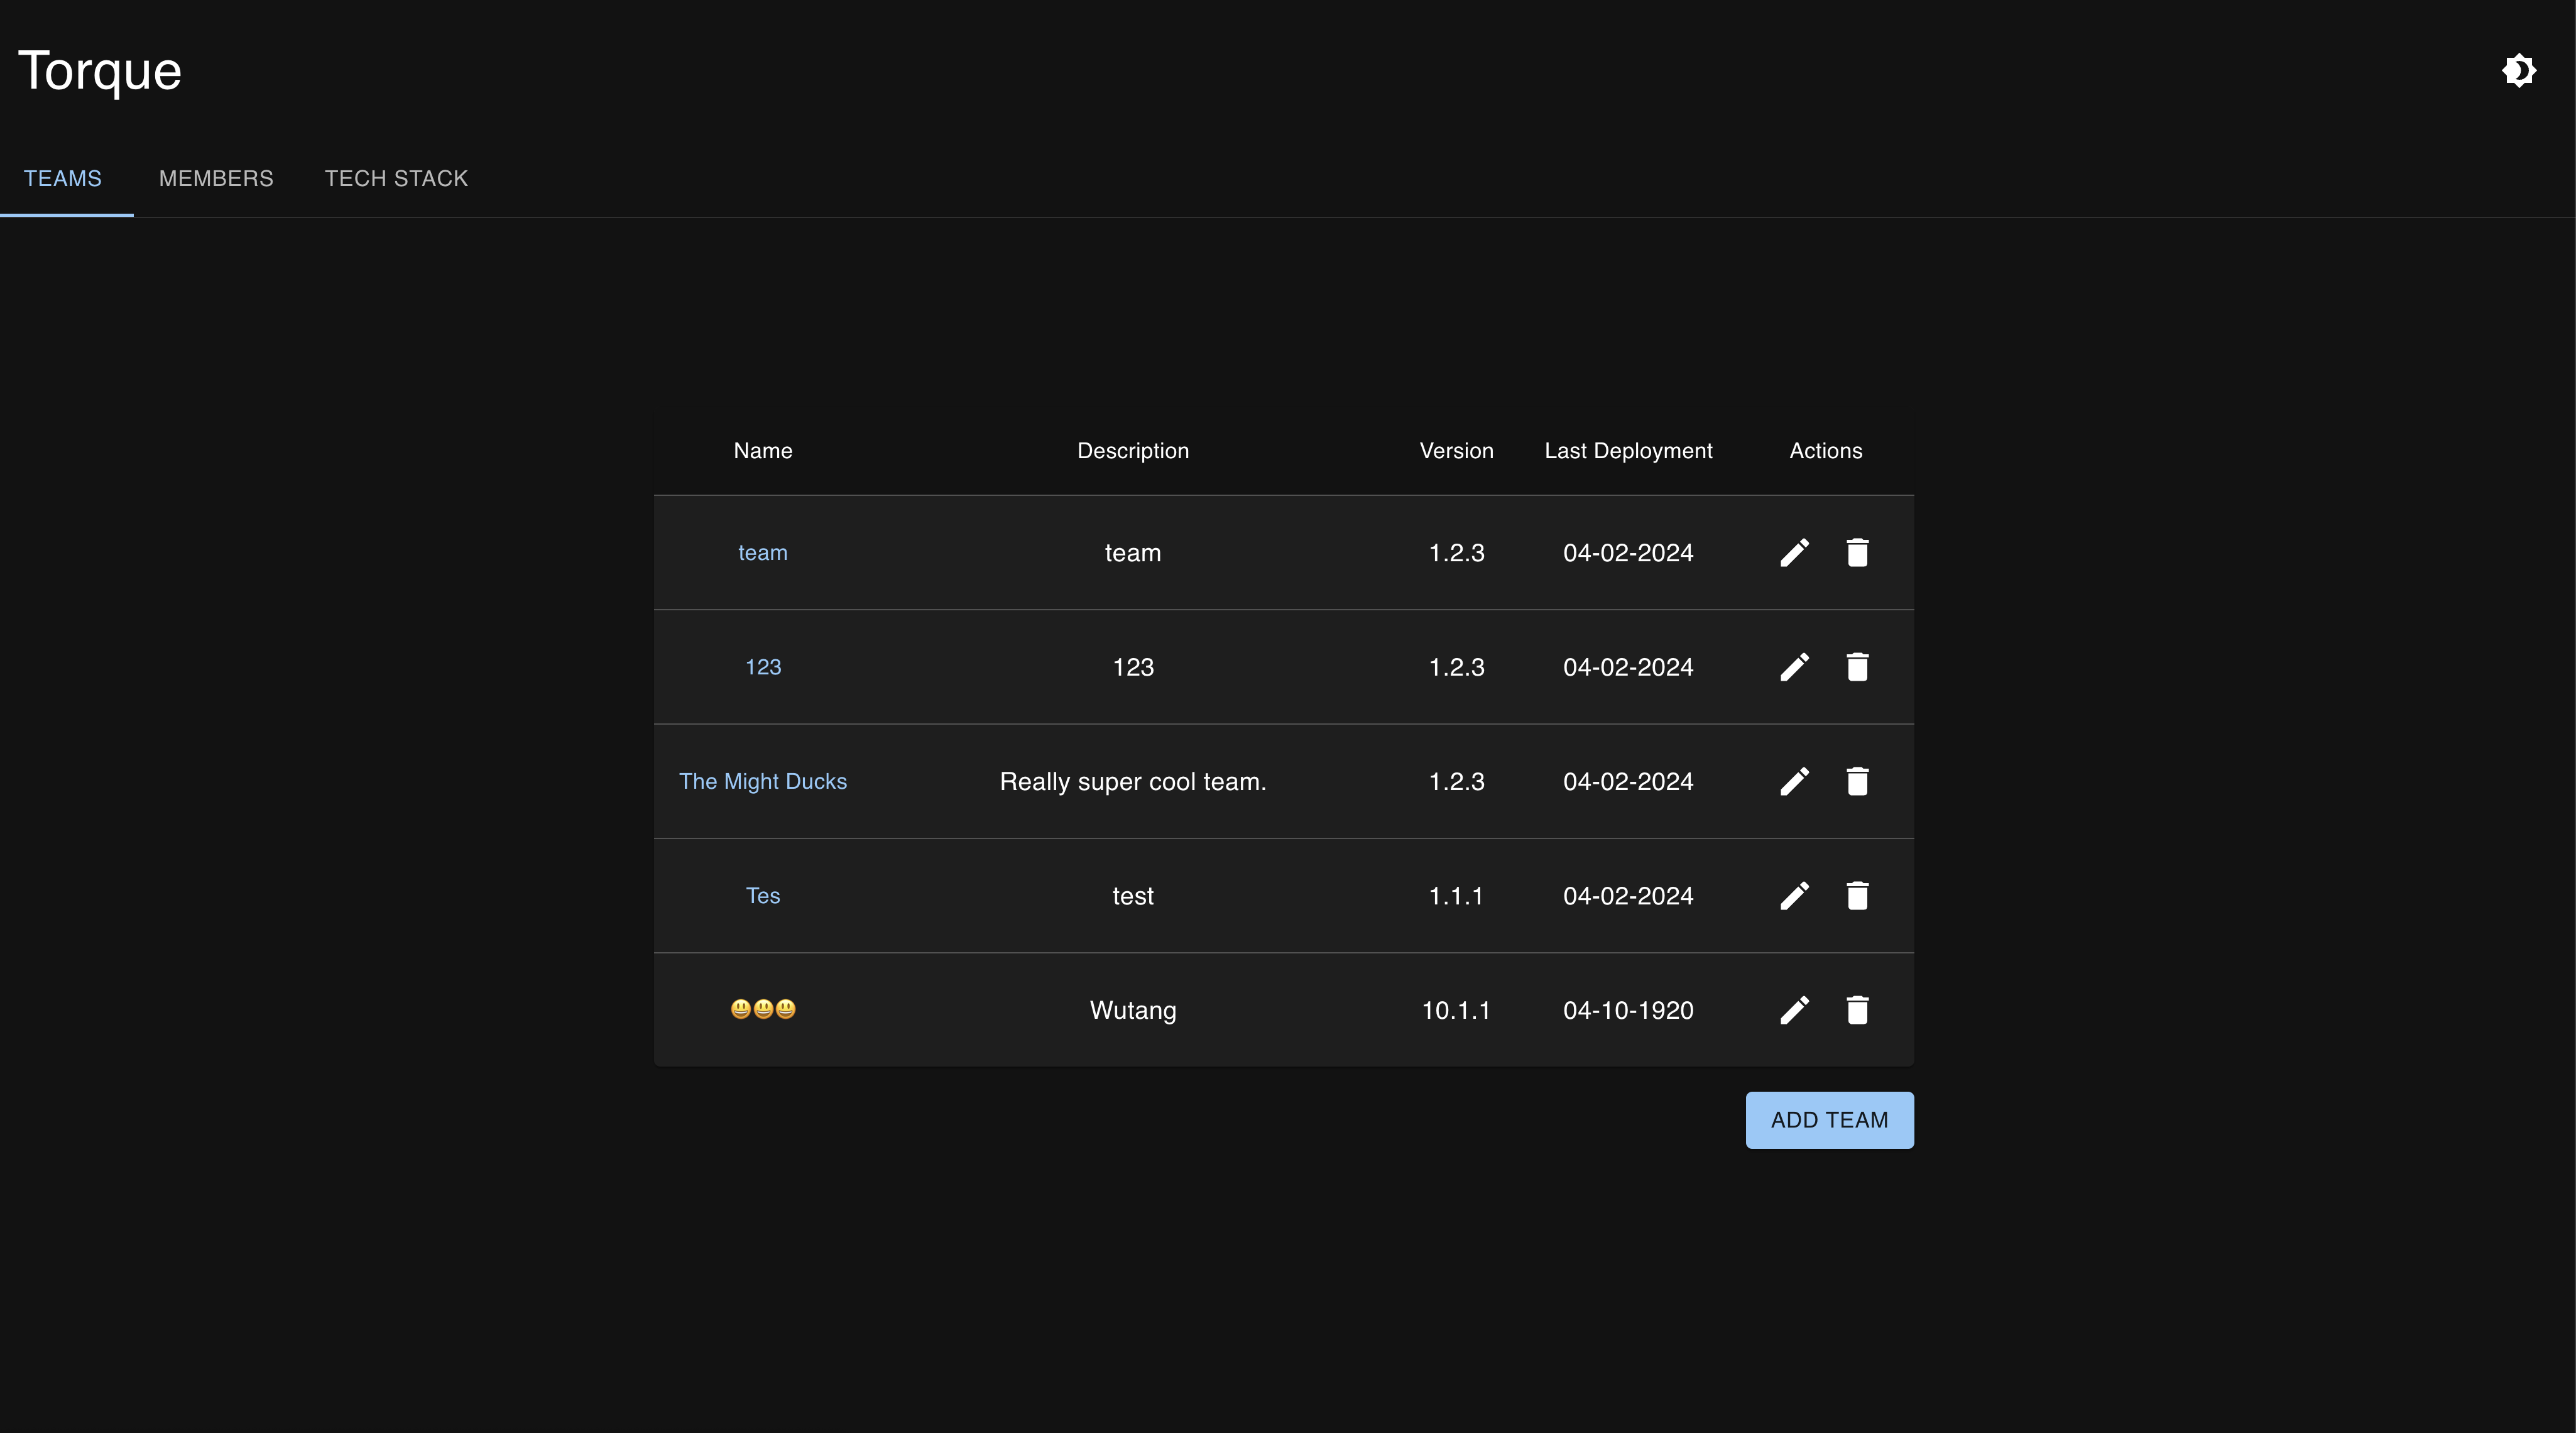 Torque
TEAMS MEMBERS TECH STACK
Name Description Version Last Deployment Actions
team team 1.2.3 04-02-2024
123 123 1.2.3 04-02-2024
The Might Ducks Really super cool team. 1.2.3 04-02-2024
Tes test 1.1.1 04-02-2024
😃😃😃 Wutang 10.1.1 04-10-1920
ADD TEAM